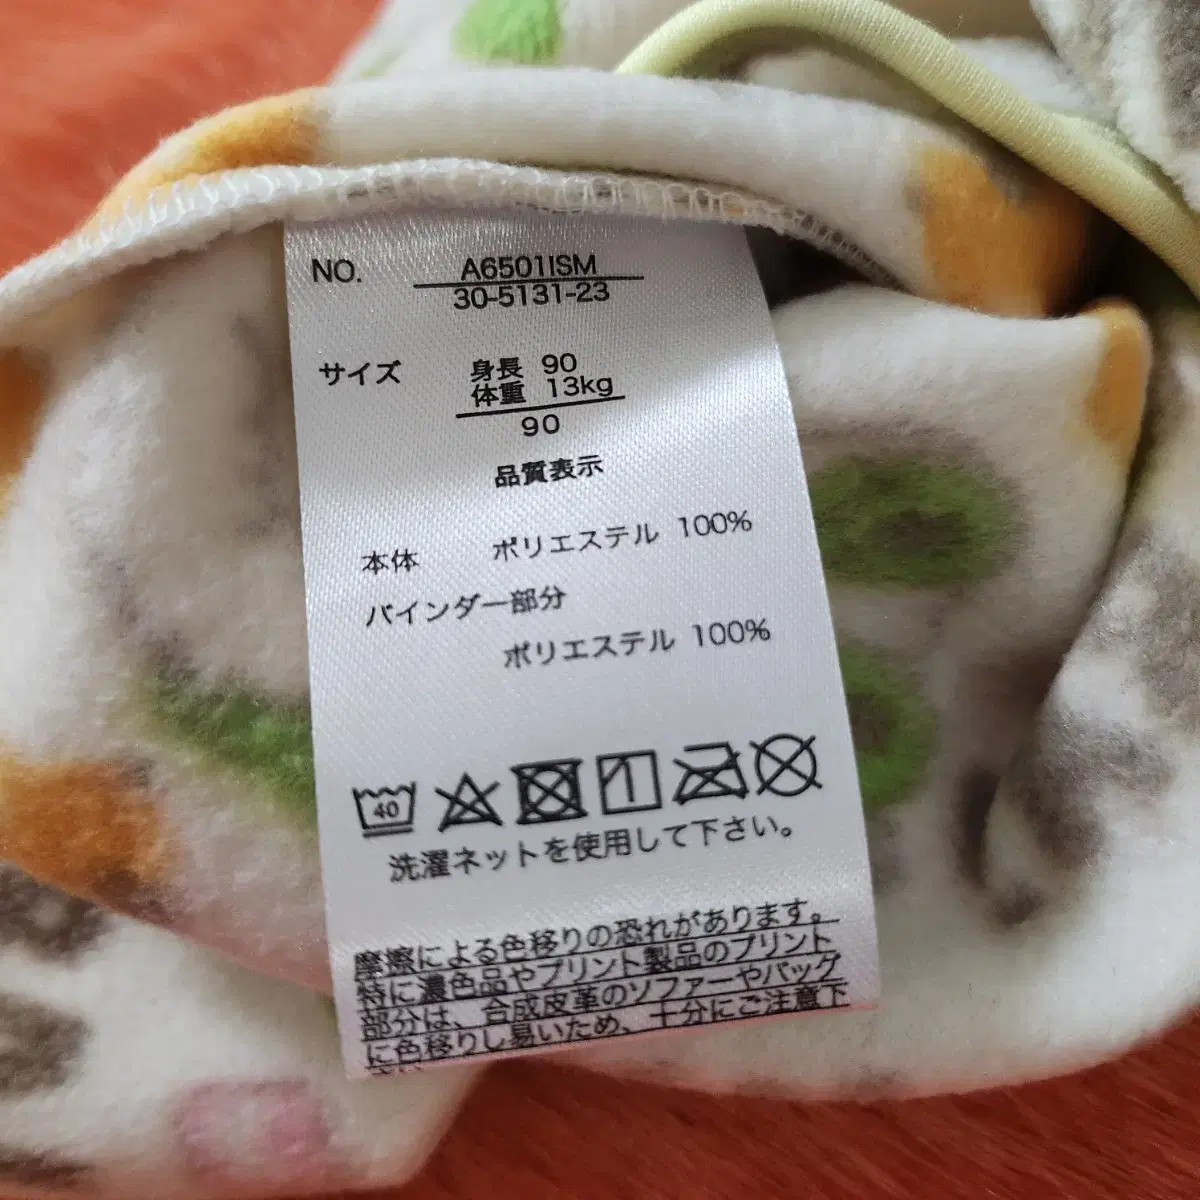 NO. A6501ISM
30-5131-23
サイズ 身長 90
体重 13kg
90
品質表示
本体 ポリエステル 100%
バインダー部分
ポリエステル 100%
40
洗濯ネットを使用して下さい。
摩擦による色移りの恐れがあります。
特に濃色品やプリント製品のプリント
部分は、合成皮革のソファーやバッグ
に色移りし易いため、十分にご注意下